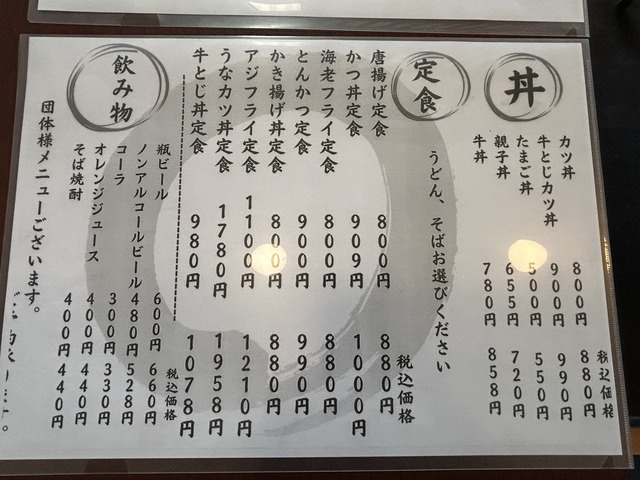 丼
税込価格
カツ丼 800円 880円
牛とじカツ丼 900円 990円
たまご丼 500円 550円
親子丼 655円 720円
牛丼 780円 858円
定食
うどん、そばお選びください
税込価格
唐揚げ定食 800円 880円
かつ丼定食 909円 1000円
海老フライ定食 800円 880円
とんかつ定食 900円 990円
かき揚げ丼定食 800円 880円
アジフライ定食 1100円 1210円
うなカツ丼定食 1780円 1958円
牛とじ丼定食 980円 1078円
飲み物
税込価格
瓶ビール 600円 660円
ノンアルコールビール 480円 528円
コーラ 300円 330円
オレンジジュース 400円 440円
そば焼酎 400円 440円
団体様メニューございます。